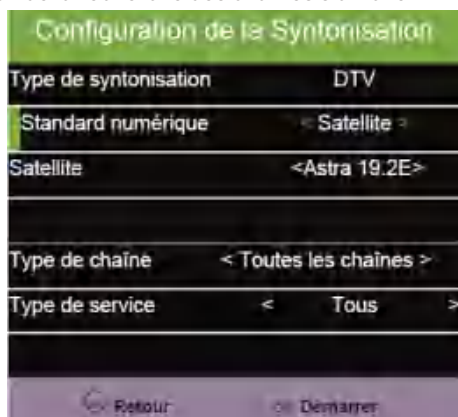 Configuration de la Syntonisation
Type de syntonisation DTV
Standard numérique < Satellite >
Satellite <Astra 19.2E>
Type de chaîne < Toutes les chaînes >
Type de service < Tous >
Retour Démarrer